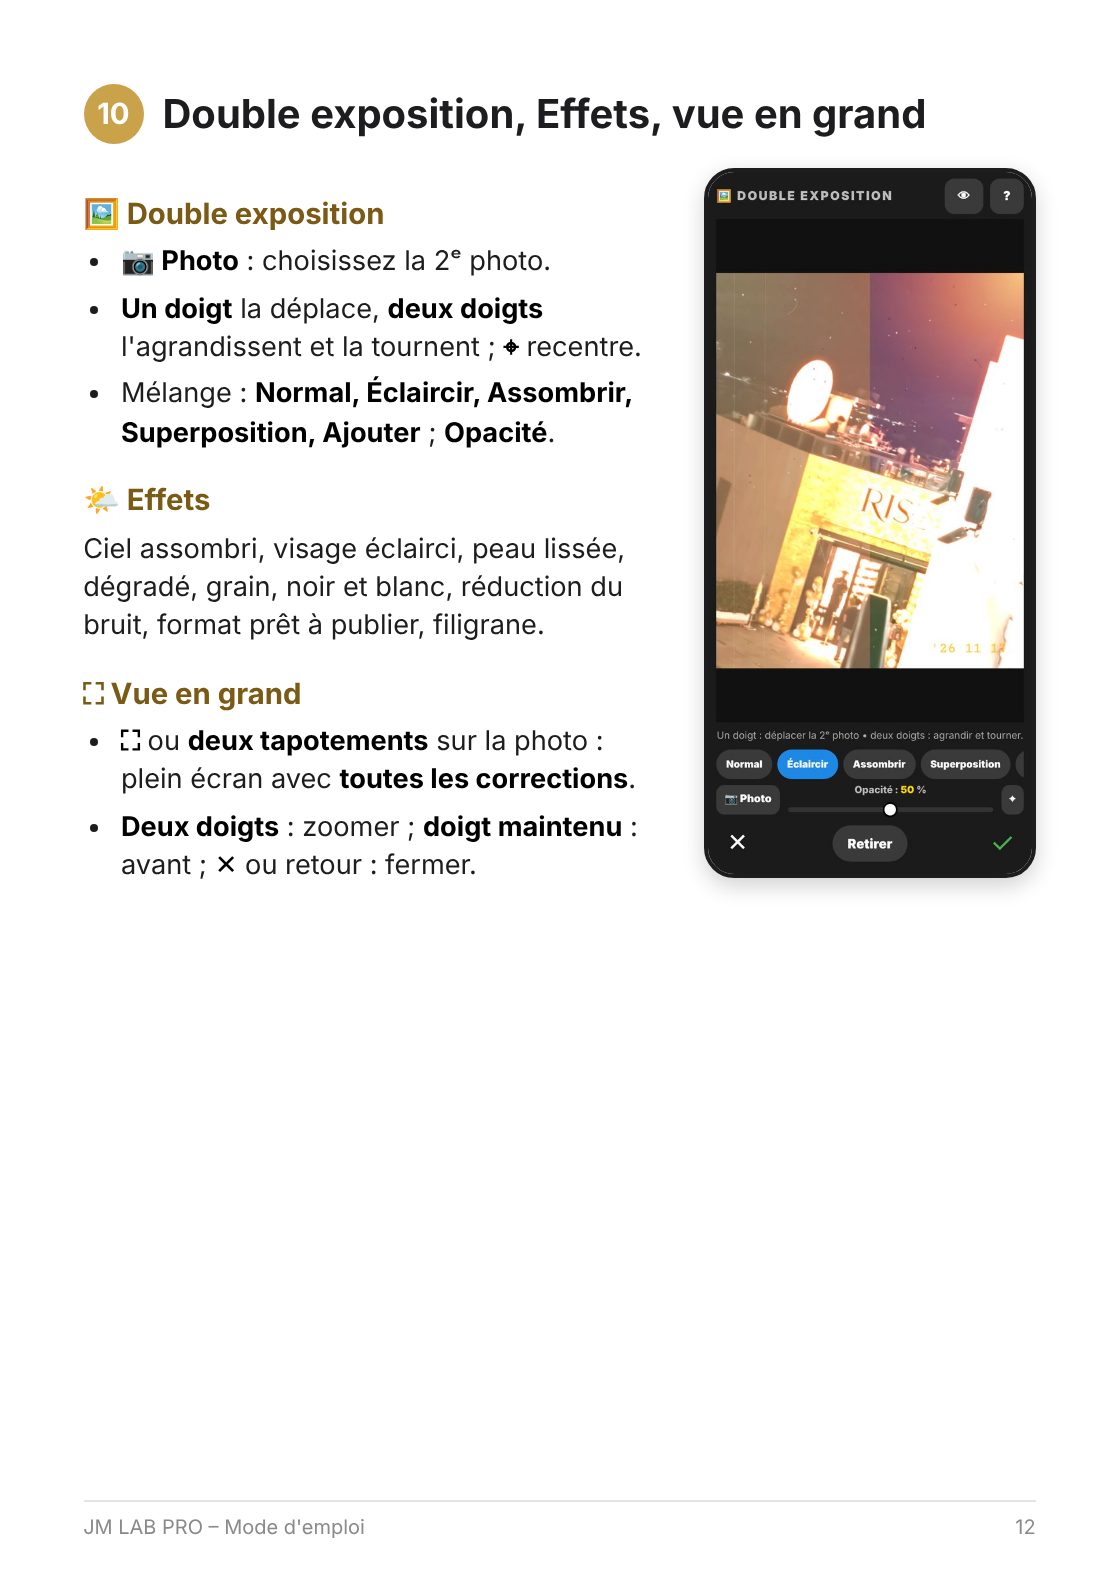 10 Double exposition, Effets, vue en grand
🖼️ Double exposition
• 📷 Photo : choisissez la 2ᵉ photo.
• Un doigt la déplace, deux doigts
l'agrandissent et la tournent ; ⌖ recentre.
• Mélange : Normal, Éclaircir, Assombrir,
Superposition, Ajouter ; Opacité.
🌤️ Effets
Ciel assombri, visage éclairci, peau lissée,
dégradé, grain, noir et blanc, réduction du
bruit, format prêt à publier, filigrane.
⛶ Vue en grand
• ⛶ ou deux tapotements sur la photo :
plein écran avec toutes les corrections.
• Deux doigts : zoomer ; doigt maintenu :
avant ; ✕ ou retour : fermer.
🖼️ DOUBLE EXPOSITION
?
RIS
'26 11 1
Un doigt : déplacer la 2ᵉ photo • deux doigts : agrandir et tourner.
Normal Éclaircir Assombrir Superposition
📷 Photo Opacité : 50 %
✕ Retirer ✓
JM LAB PRO – Mode d'emploi 12